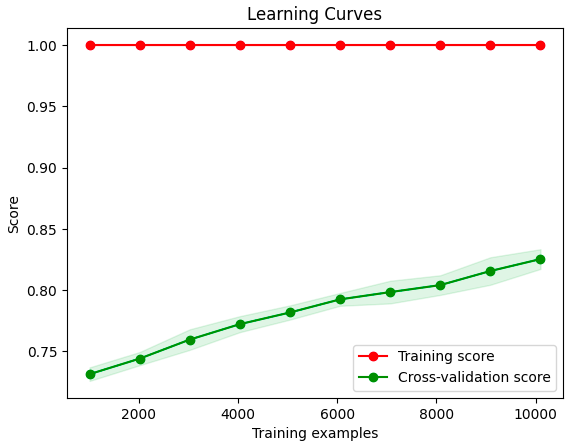 Learning Curves
1.00
0.95
0.90
0.85
0.80
0.75
Score
Training score
Cross-validation score
2000 4000 6000 8000 10000
Training examples